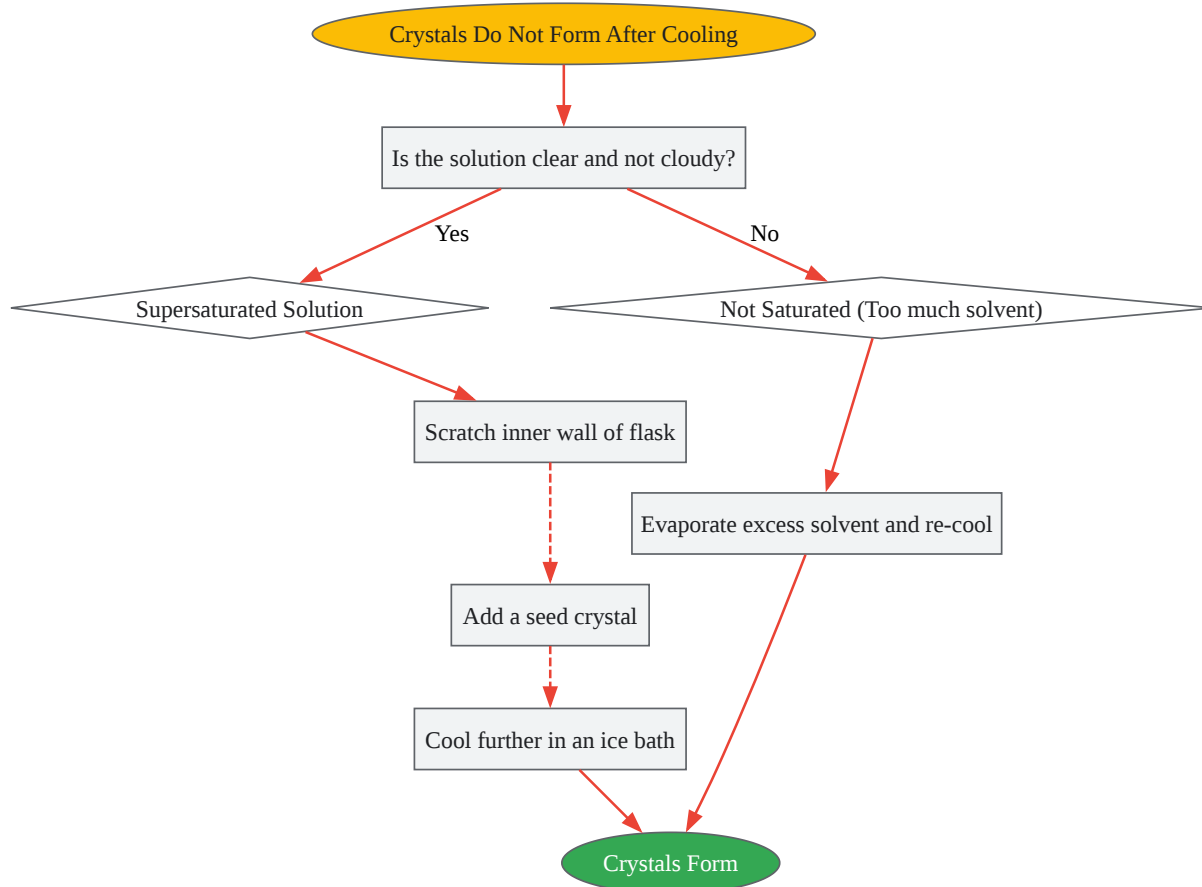 Crystals Do Not Form After Cooling
Is the solution clear and not cloudy?
Yes
No
Supersaturated Solution
Not Saturated (Too much solvent)
Scratch inner wall of flask
Evaporate excess solvent and re-cool
Add a seed crystal
Cool further in an ice bath
Crystals Form